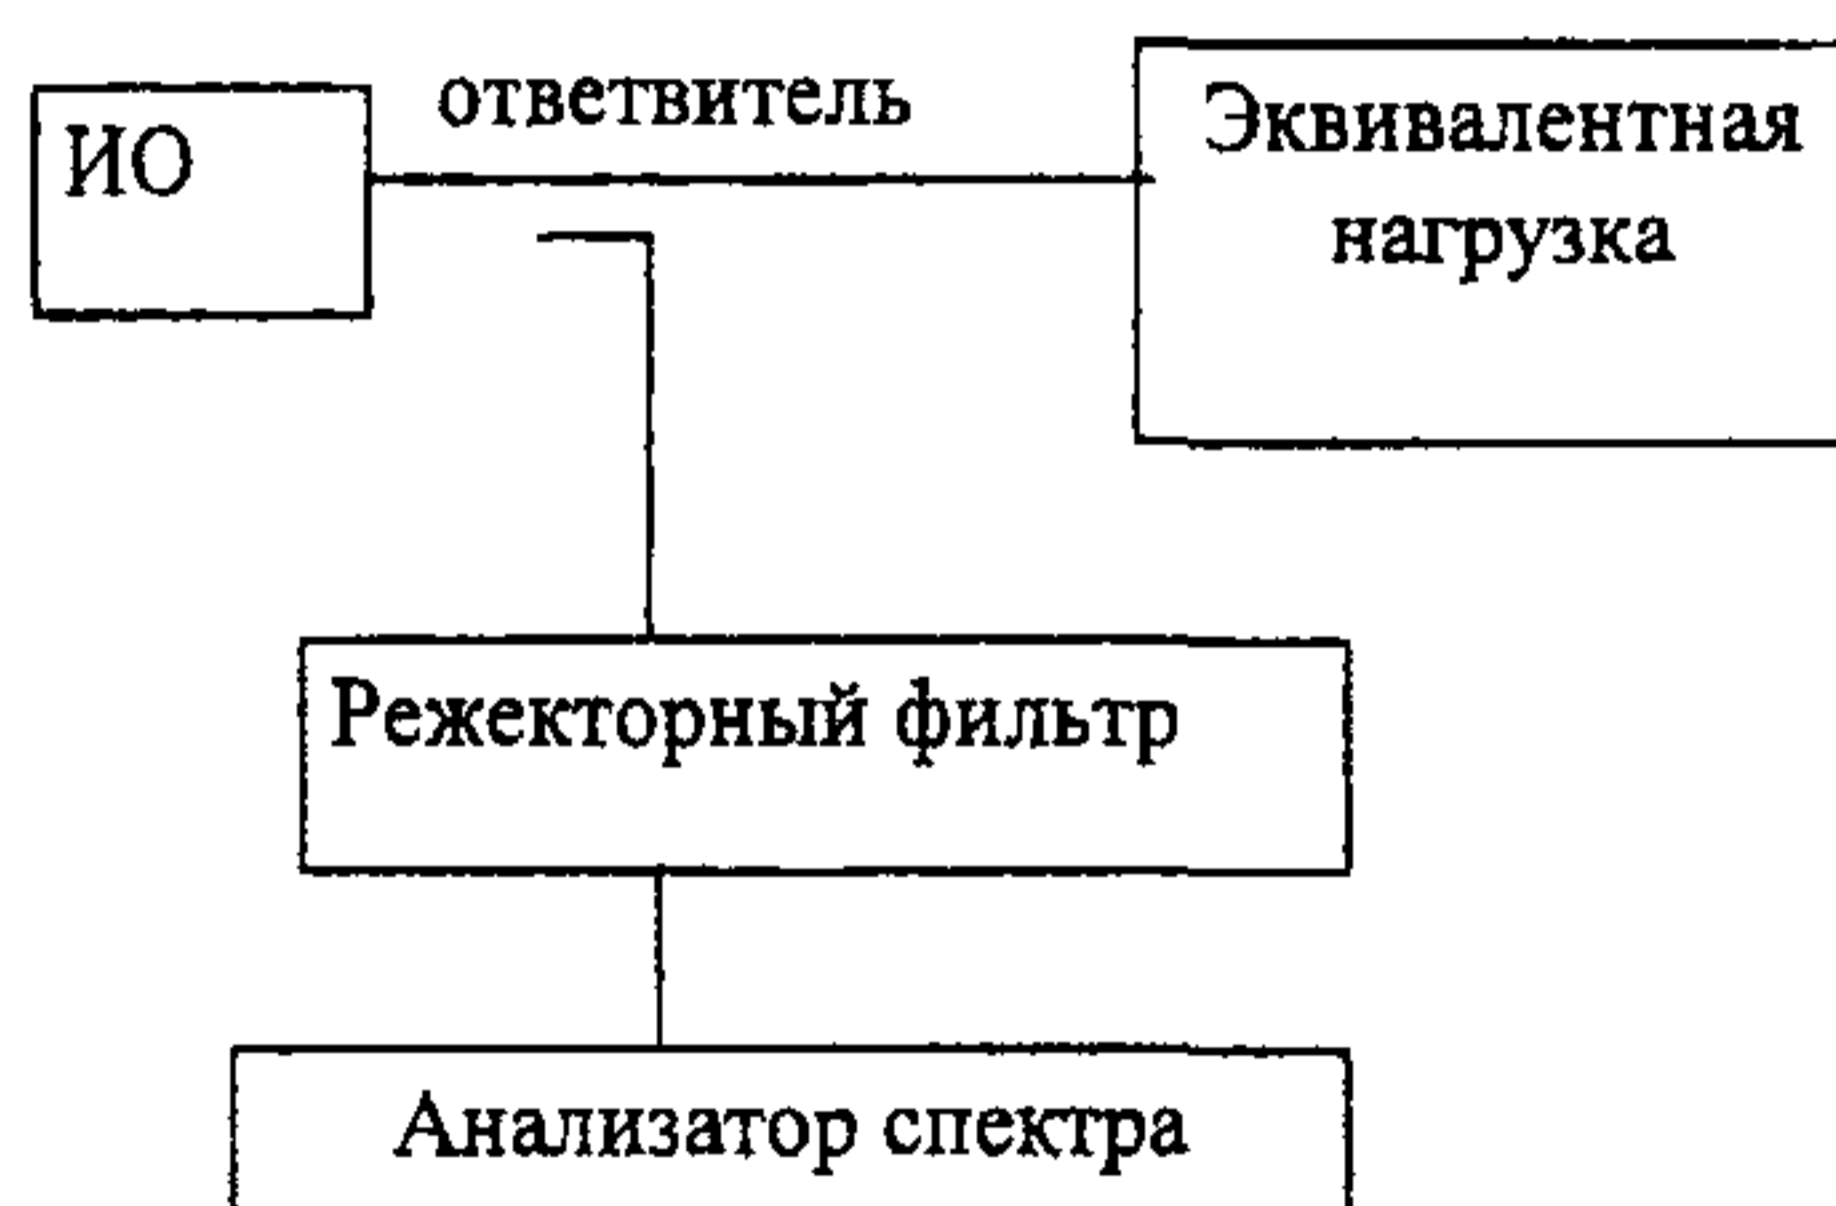 ответвитель
ИО
Эквивалентная
нагрузка
Режекторный фильтр
Анализатор спектра